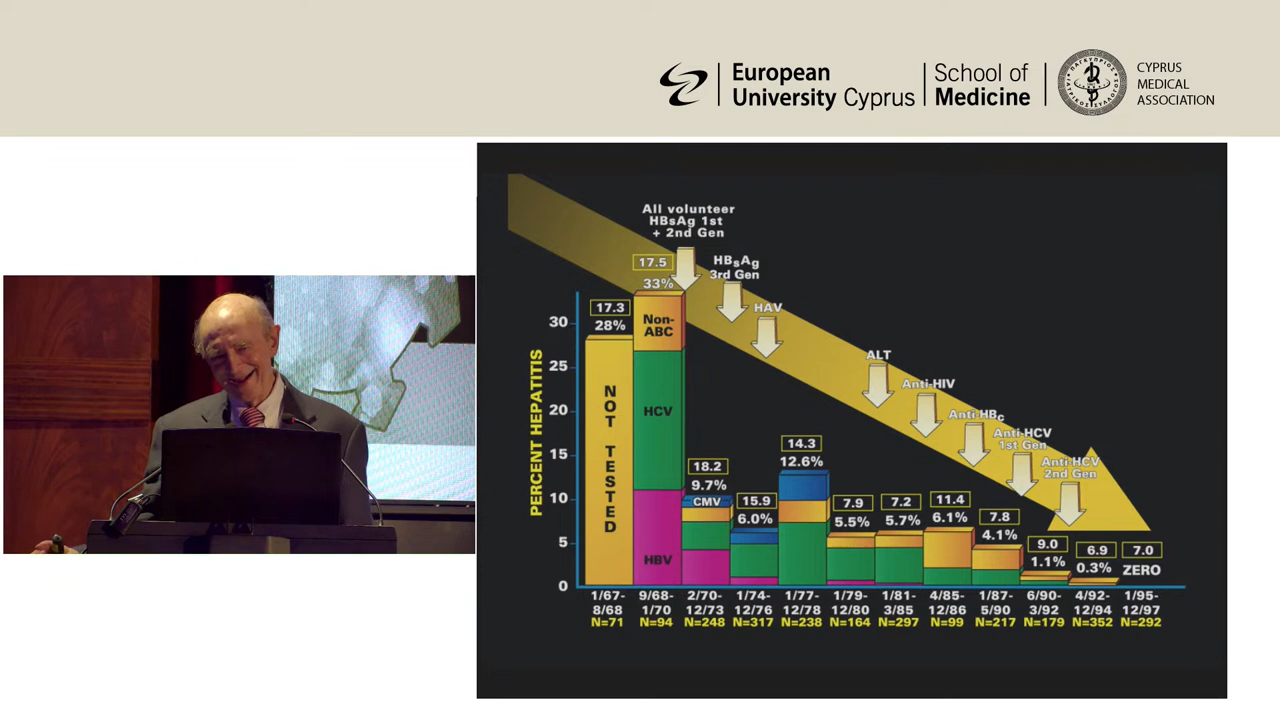 European
University Cyprus
School of
Medicine
ΠΑΓΚΥΠΡΙΟΣ
ΙΑΤΡΙΚΟΣ ΣΥΛΛΟΓΟΣ
CYPRUS
MEDICAL
ASSOCIATION
All volunteer
HBsAg 1st
+ 2nd Gen
HBsAg
3rd Gen
HAV
ALT
Anti-HIV
Anti-HBc
Anti-HCV
1st Gen
Anti-HCV
2nd Gen
PERCENT HEPATITIS
30
25
20
15
10
5
0
17.3
28%
NOT TESTED
17.5
33%
Non-
ABC
HCV
HBV
18.2
9.7%
CMV
15.9
6.0%
14.3
12.6%
7.9
5.5%
7.2
5.7%
11.4
6.1%
7.8
4.1%
9.0
1.1%
6.9
0.3%
7.0
ZERO
1/67-
8/68
N=71
9/68-
1/70
N=94
2/70-
12/73
N=248
1/74-
12/76
N=317
1/77-
12/78
N=238
1/79-
12/80
N=164
1/81-
3/85
N=297
4/85-
12/86
N=99
1/87-
5/90
N=217
6/90-
3/92
N=179
4/92-
12/94
N=352
1/95-
12/97
N=292